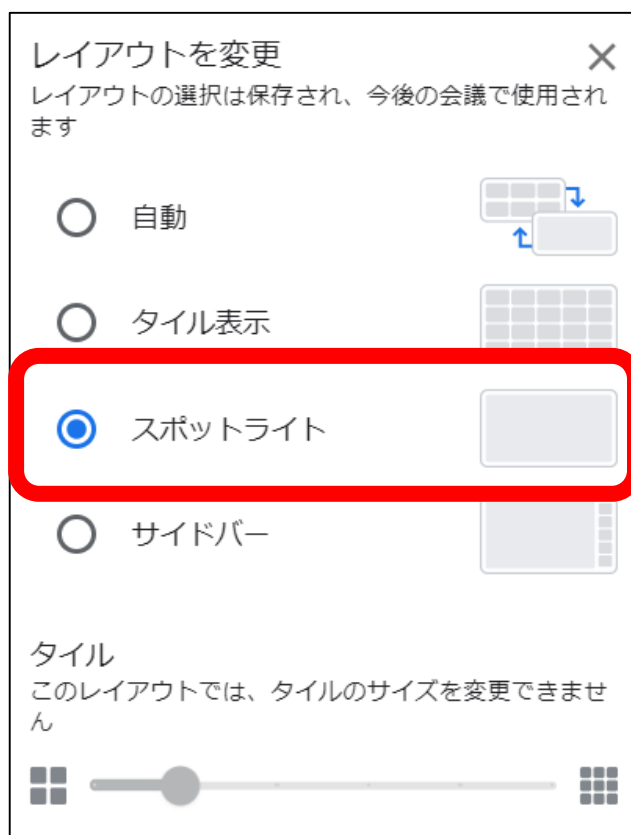 レイアウトを変更
レイアウトの選択は保存され、今後の会議で使用され
ます
自動
タイル表示
スポットライト
サイドバー
タイル
このレイアウトでは、タイルのサイズを変更できませ
ん